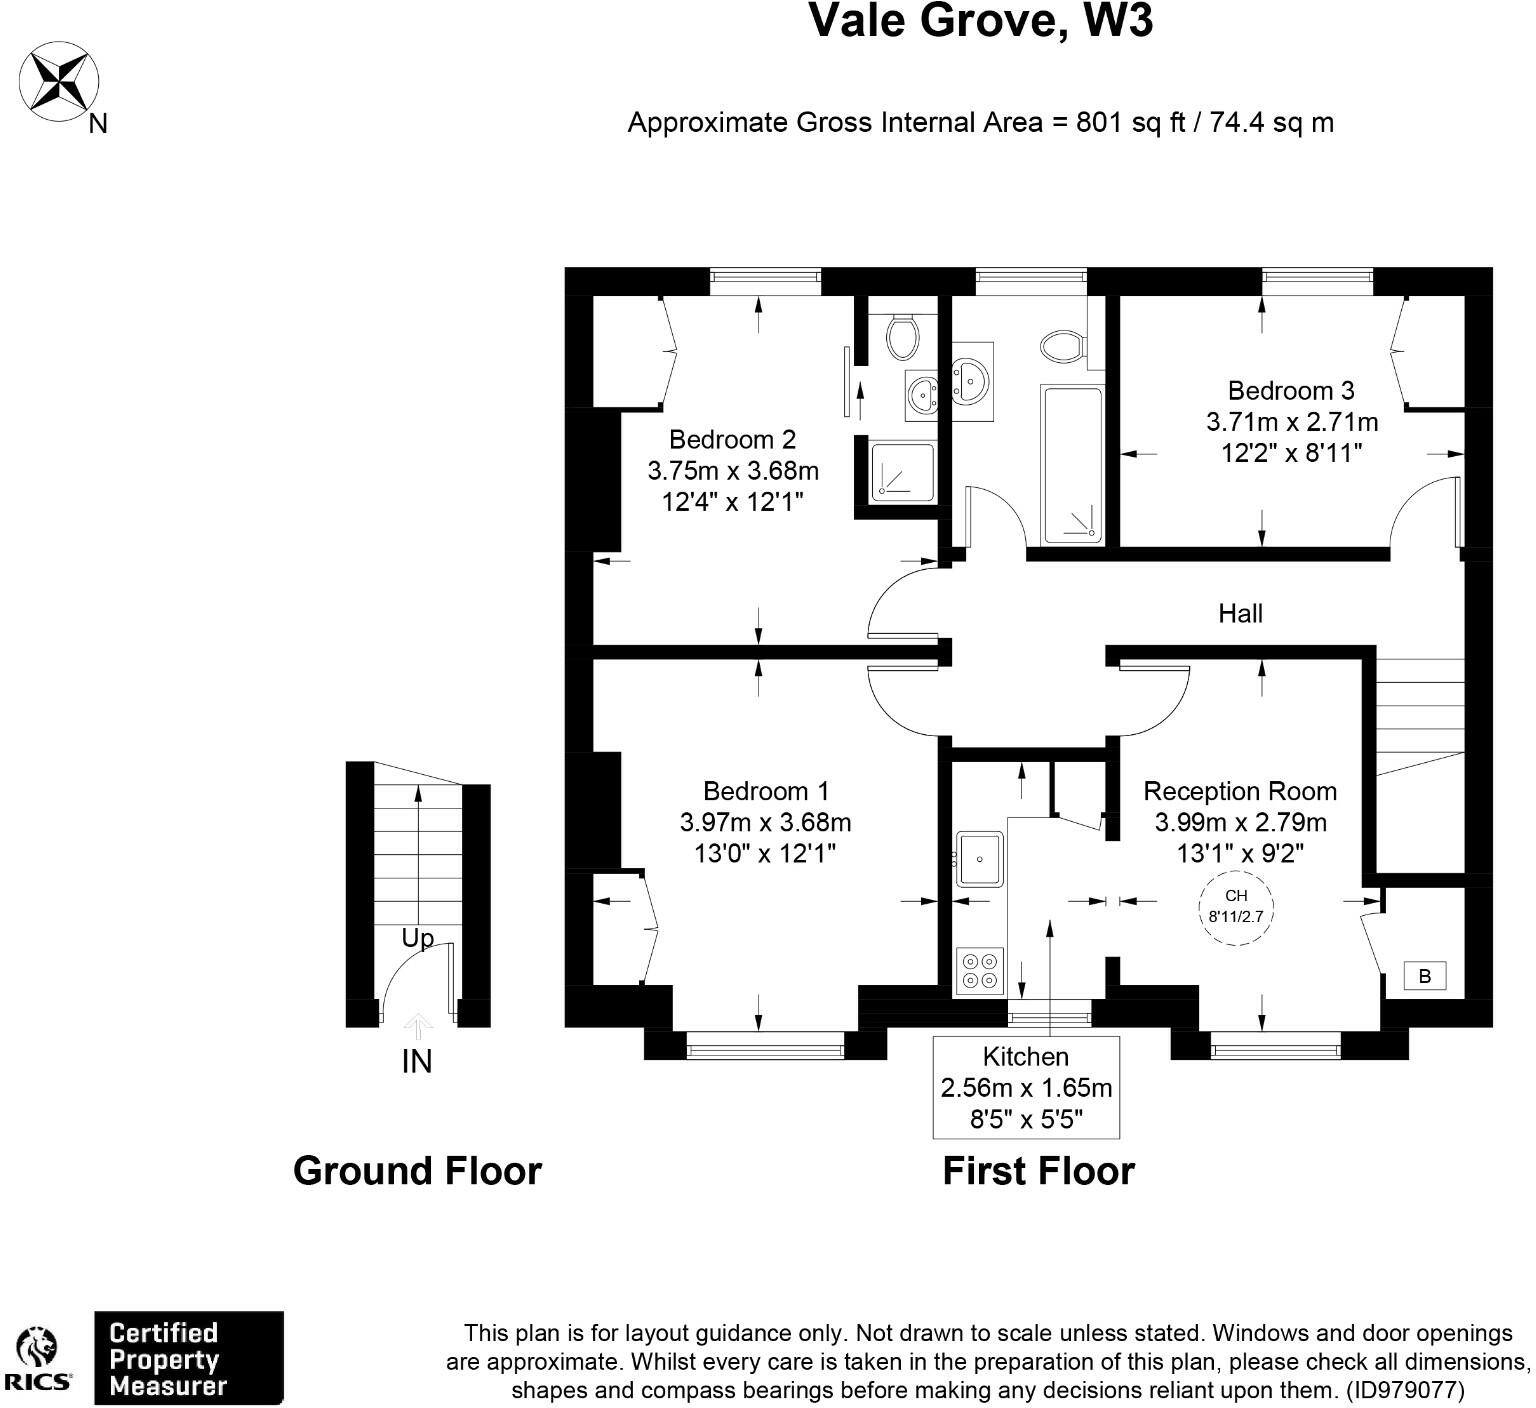 Vale Grove, W3
N
Approximate Gross Internal Area = 801 sq ft / 74.4 sq m
Bedroom 2
3.75m x 3.68m
12'4" x 12'1"
Bedroom 3
3.71m x 2.71m
12'2" x 8'11"
Hall
Bedroom 1
3.97m x 3.68m
13'0" x 12'1"
Reception Room
3.99m x 2.79m
13'1" x 9'2"
CH
8'11/2.7
B
Up
IN
Kitchen
2.56m x 1.65m
8'5" x 5'5"
Ground Floor
First Floor
RICS
Certified
Property
Measurer
This plan is for layout guidance only. Not drawn to scale unless stated. Windows and door openings
are approximate. Whilst every care is taken in the preparation of this plan, please check all dimensions,
shapes and compass bearings before making any decisions reliant upon them. (ID979077)